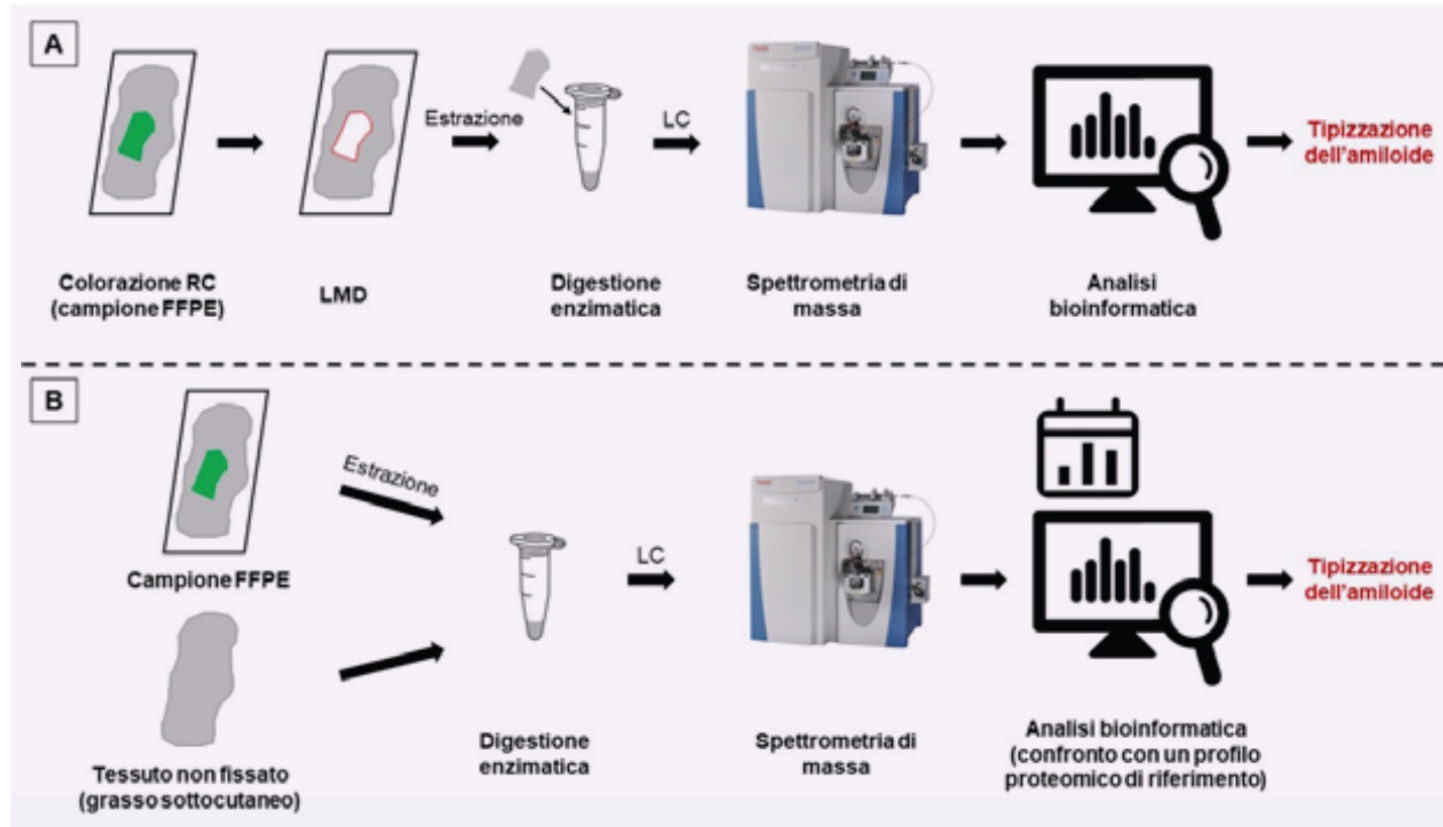 A
Estrazione
LC
Tipizzazione
dell'amiloide
Colorazione RC
(campione FFPE)
LMD
Digestione
enzimatica
Spettrometria di
massa
Analisi
bioinformatica
B
Estrazione
LC
Tipizzazione
dell'amiloide
Campione FFPE
Tessuto non fissato
(grasso sottocutaneo)
Digestione
enzimatica
Spettrometria di
massa
Analisi bioinformatica
(confronto con un profilo
proteomico di riferimento)